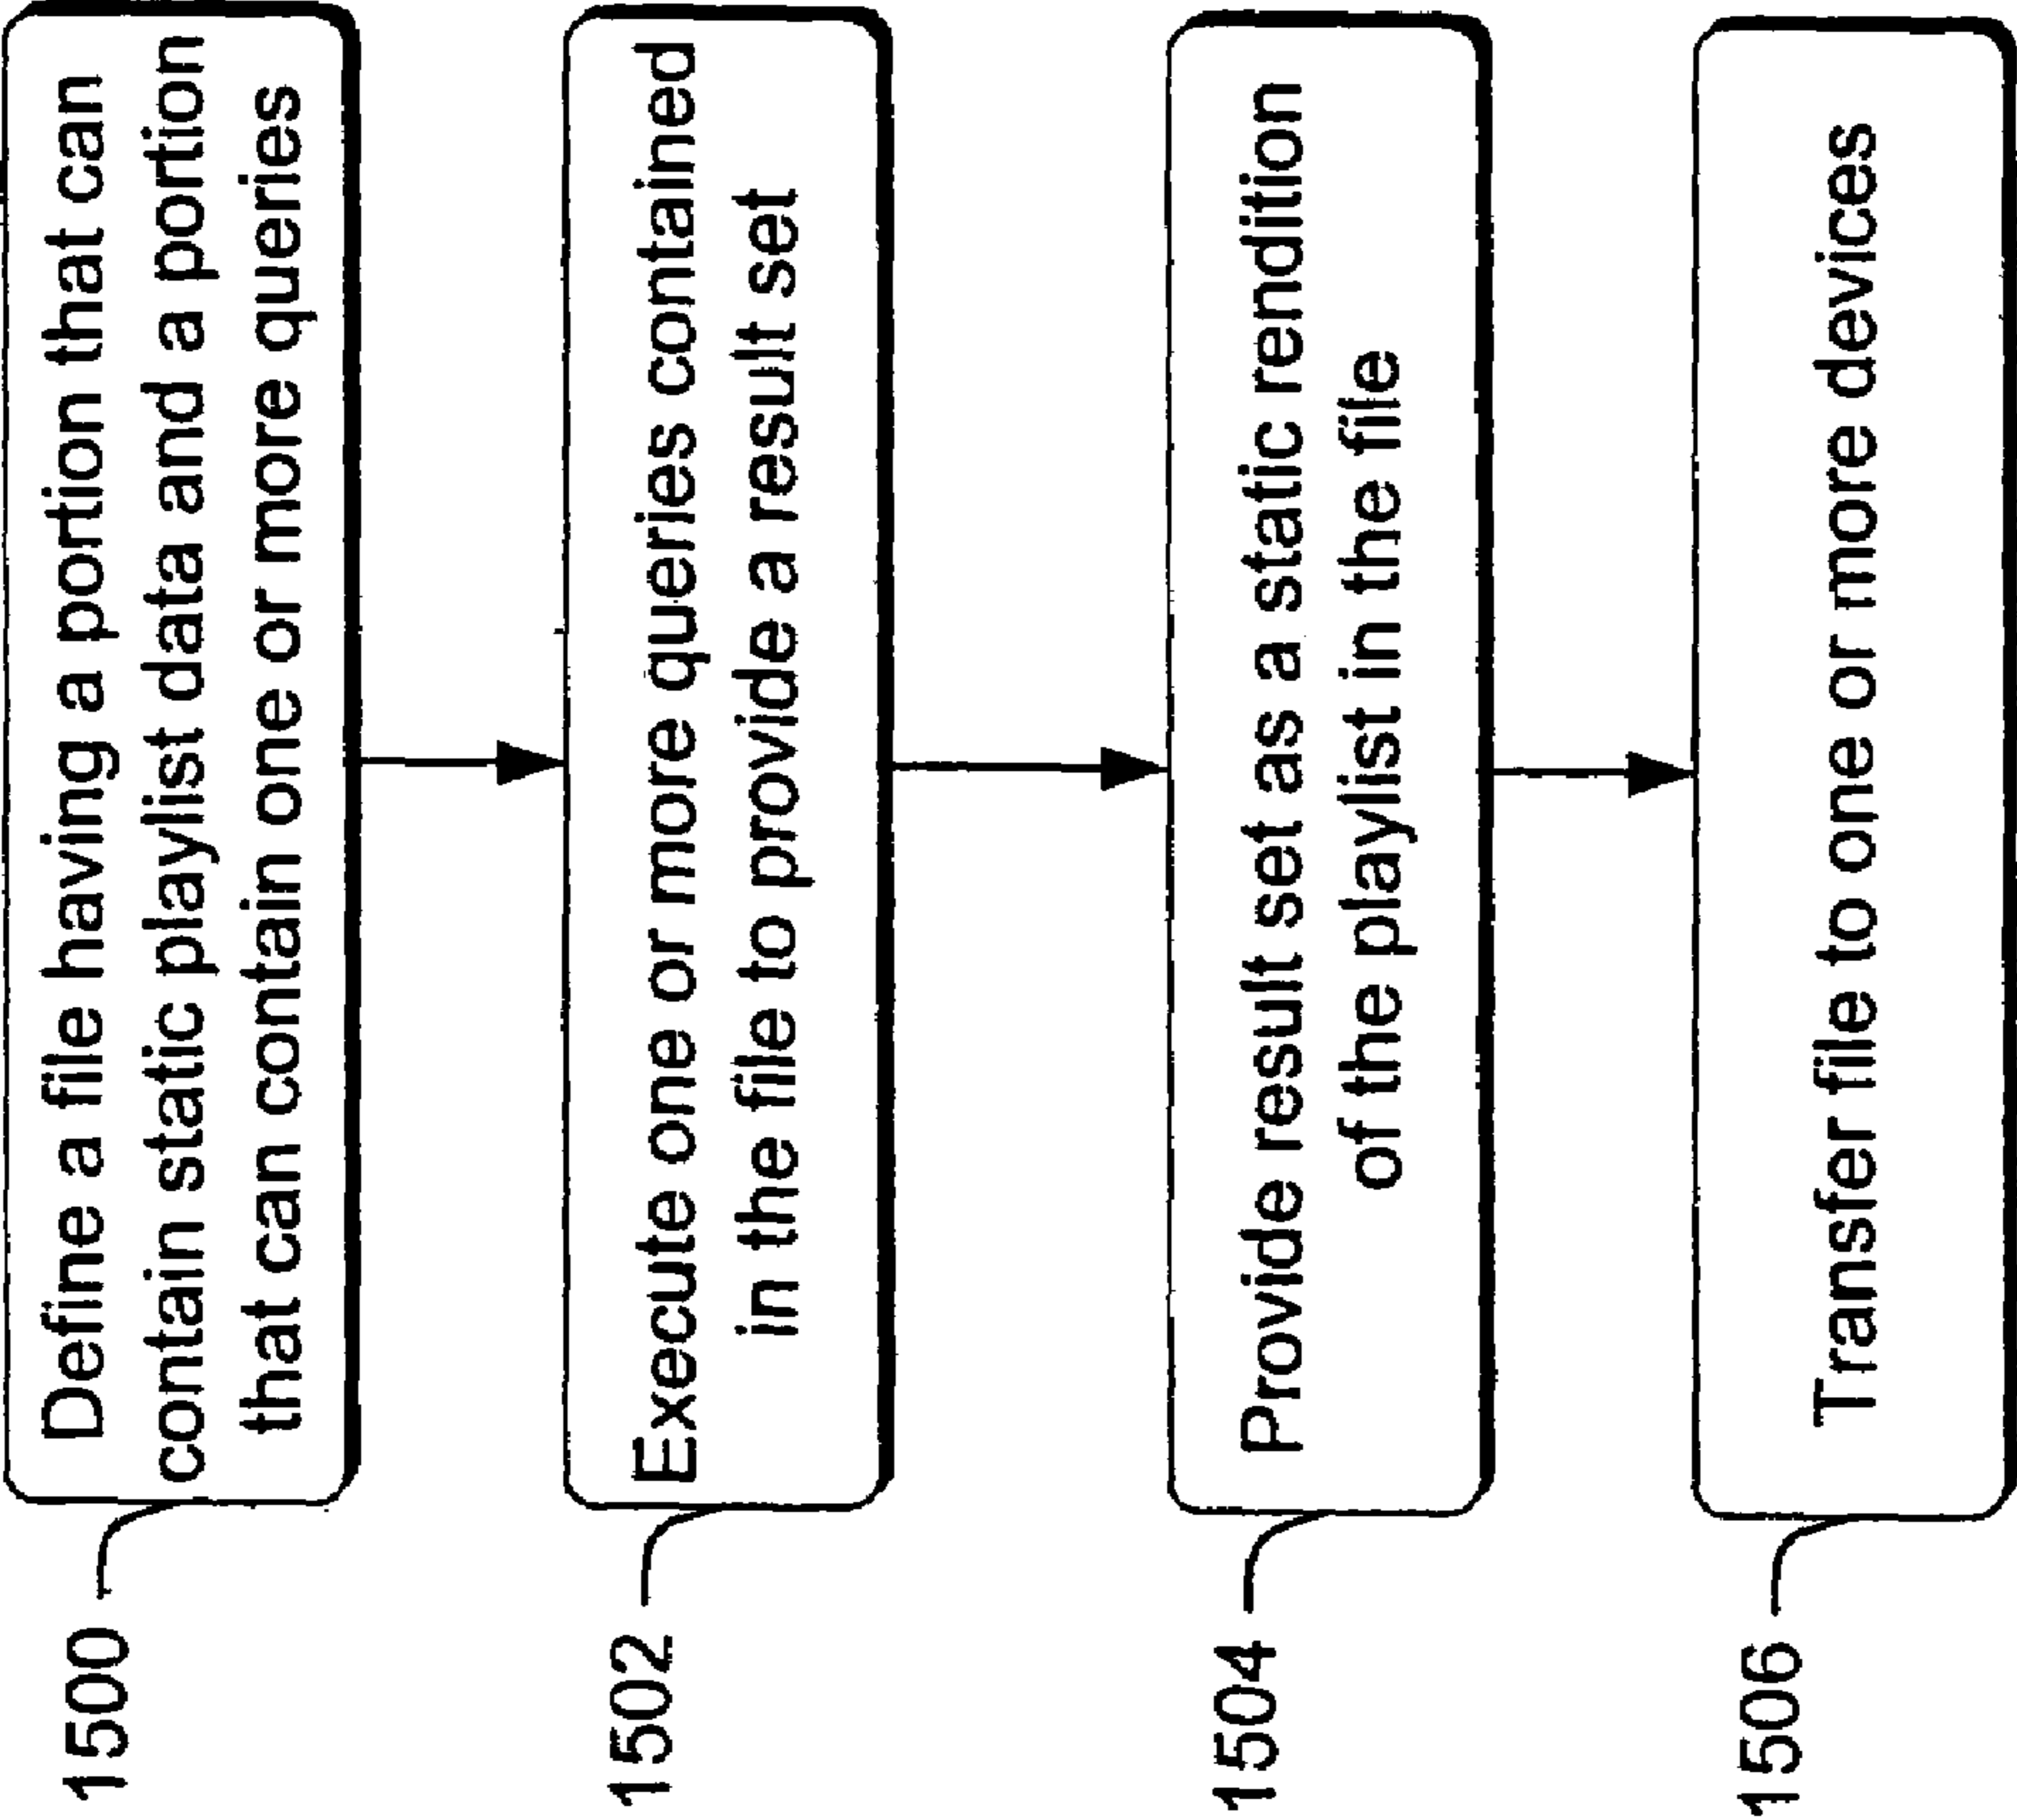 1500
Define a file having a portion that can
contain static playlist data and a portion
that can contain one or more queries
1502
Execute one or more queries contained
in the file to provide a result set
1504
Provide result set as a static rendition
of the playlist in the file
1506
Transfer file to one or more devices